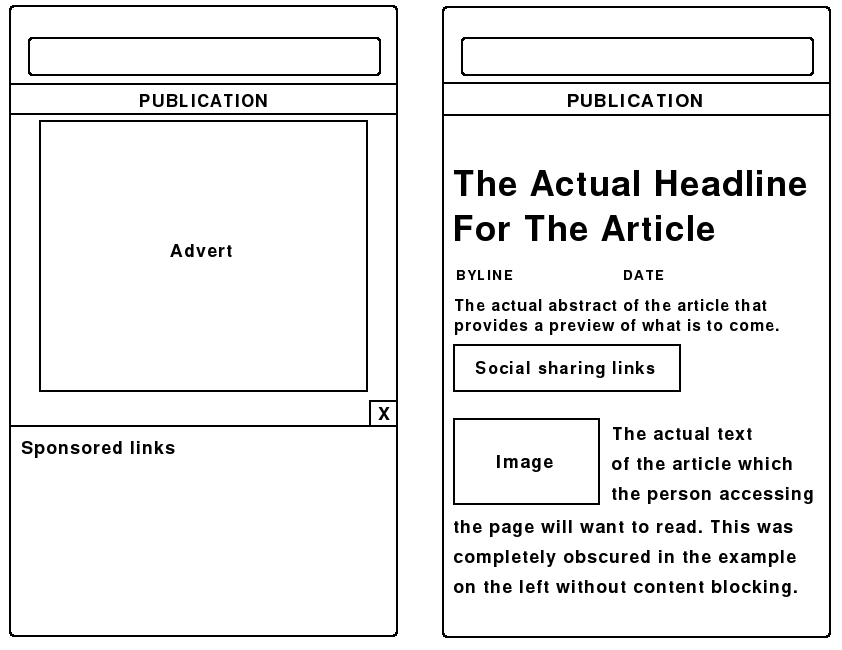 PUBLICATION
Advert
X
Sponsored links
PUBLICATION
The Actual Headline
For The Article
BYLINE DATE
The actual abstract of the article that
provides a preview of what is to come.
Social sharing links
Image
The actual text
of the article which
the person accessing
the page will want to read. This was
completely obscured in the example
on the left without content blocking.